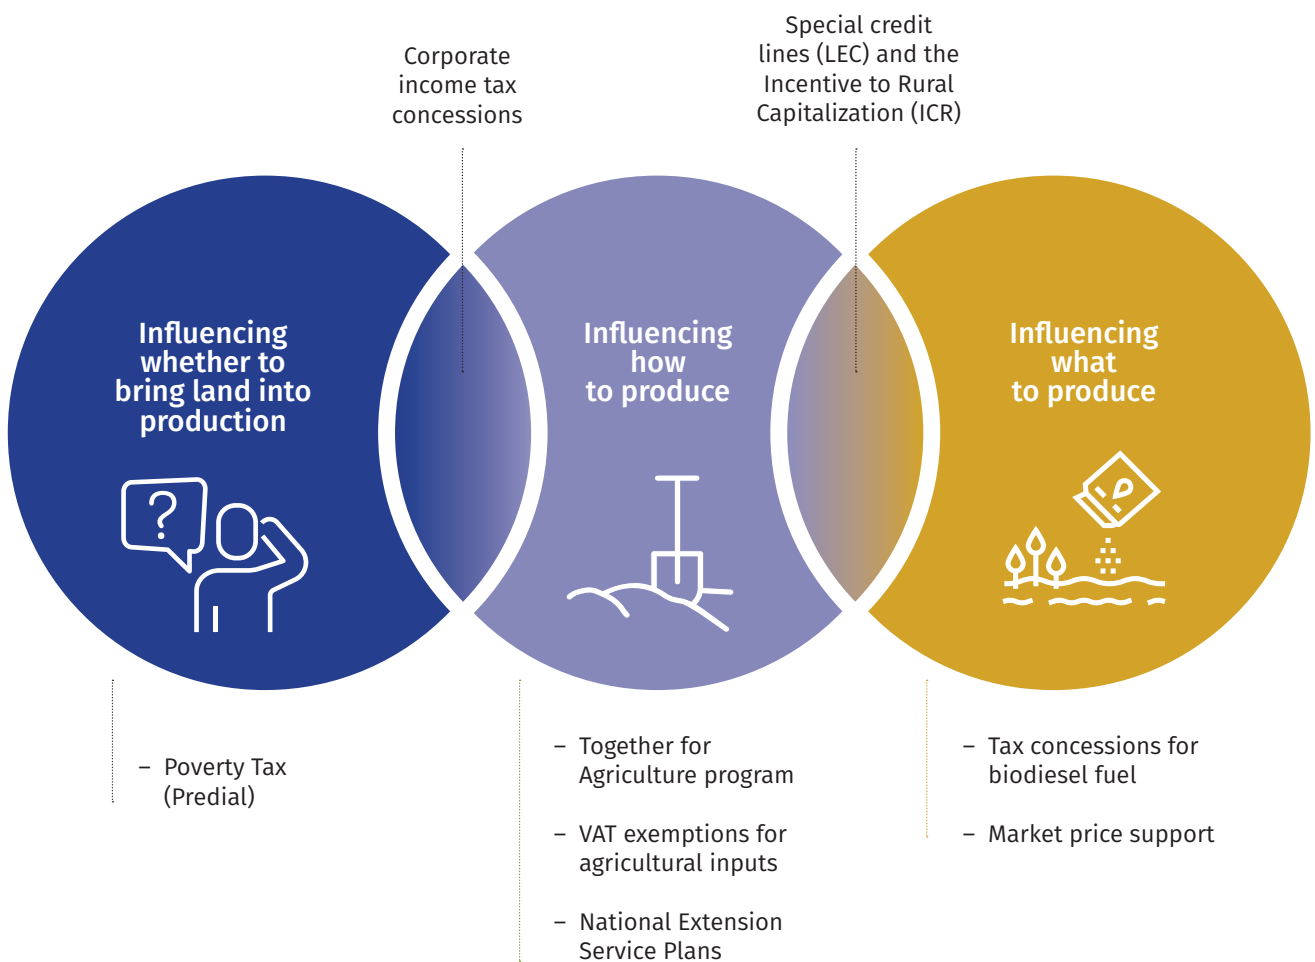 Corporate
income tax
concessions
Special credit
lines (LEC) and the
Incentive to Rural
Capitalization (ICR)
Influencing
whether to
bring land into
production
?
Influencing
how
to produce
Influencing
what
to produce
– Poverty Tax
(Predial)
– Together for
Agriculture program
– VAT exemptions for
agricultural inputs
– National Extension
Service Plans
– Tax concessions for
biodiesel fuel
– Market price support